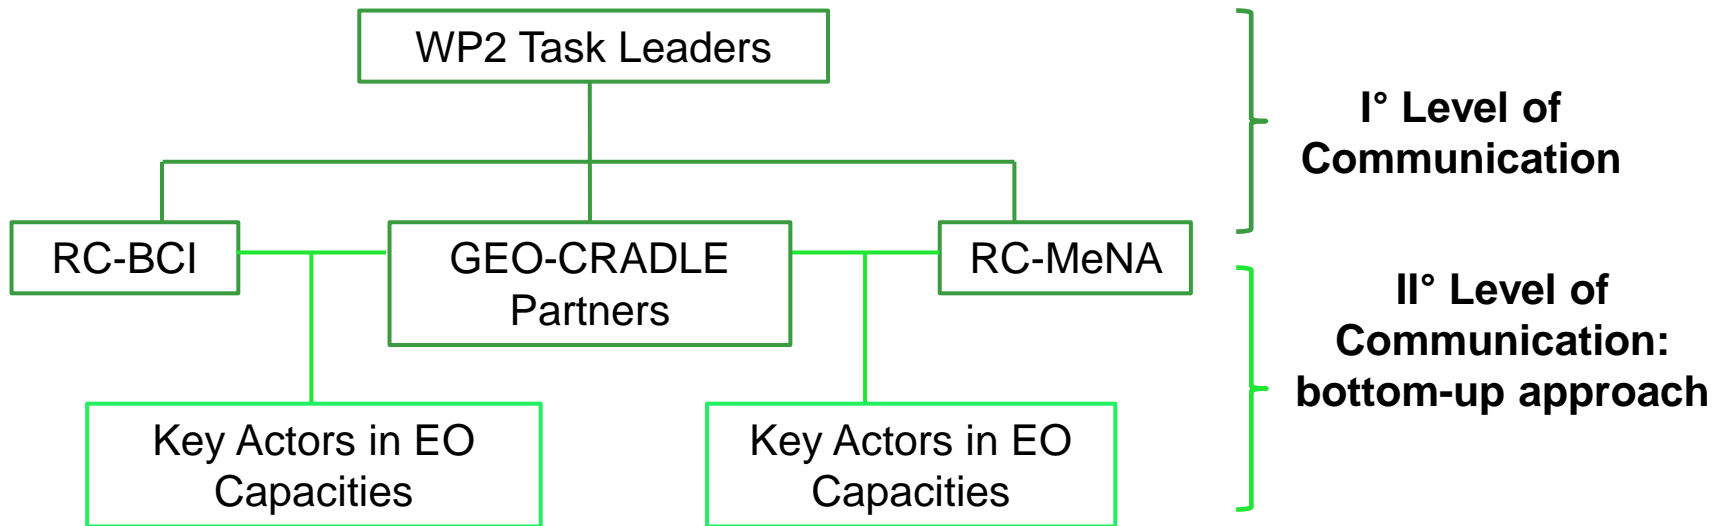 WP2 Task Leaders
I° Level of
Communication
RC-BCI
GEO-CRADLE
Partners
RC-MeNA
II° Level of
Communication:
bottom-up approach
Key Actors in EO
Capacities
Key Actors in EO
Capacities